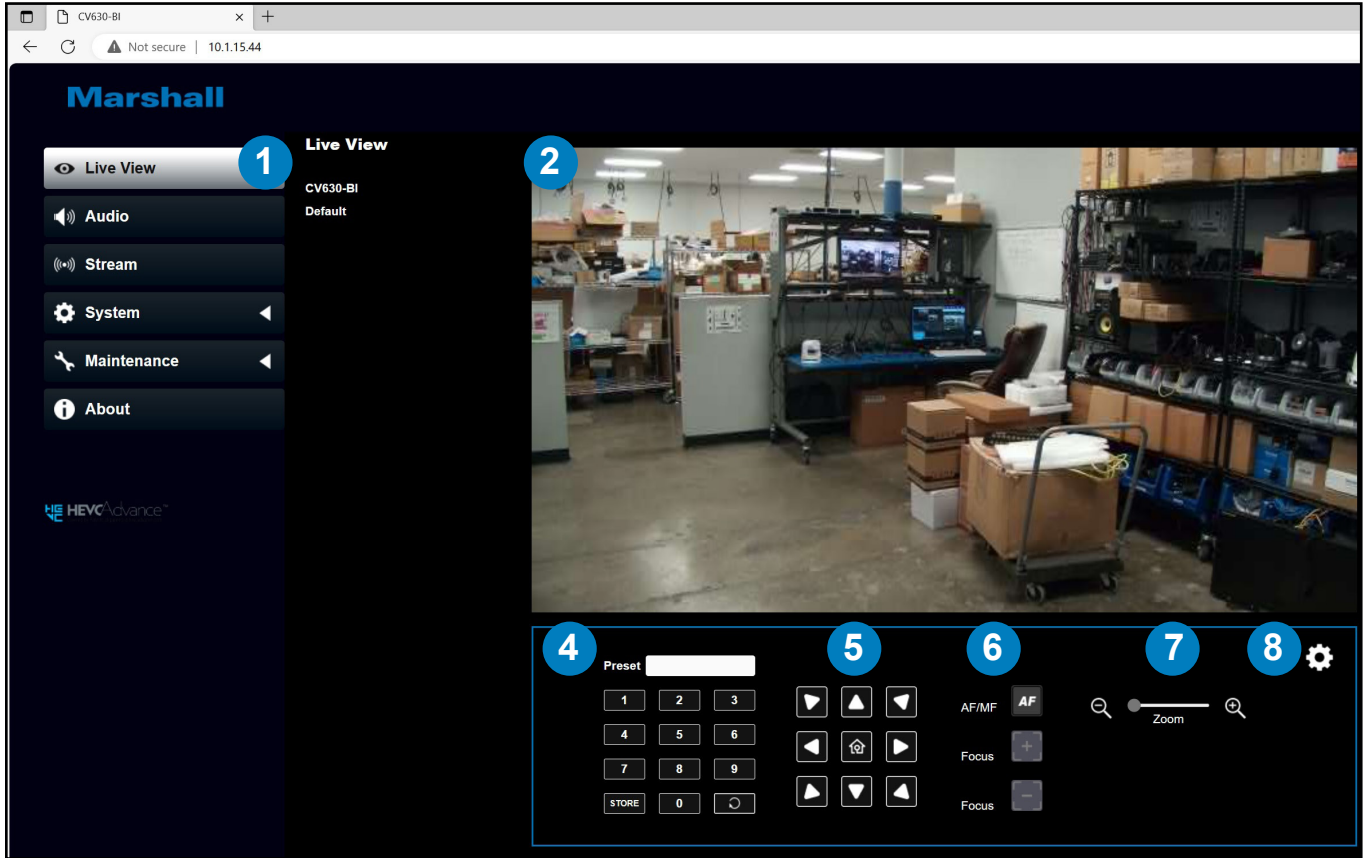 CV630-BI
Not secure | 10.1.15.44
Marshall
Live View
Audio
Stream
System
Maintenance
About
HEVCAdvance™
1
Live View
CV630-BI
Default
2
4
Preset
1 2 3
4 5 6
7 8 9
STORE 0
5
6
AF/MF AF
Focus +
Focus −
7
Zoom
8